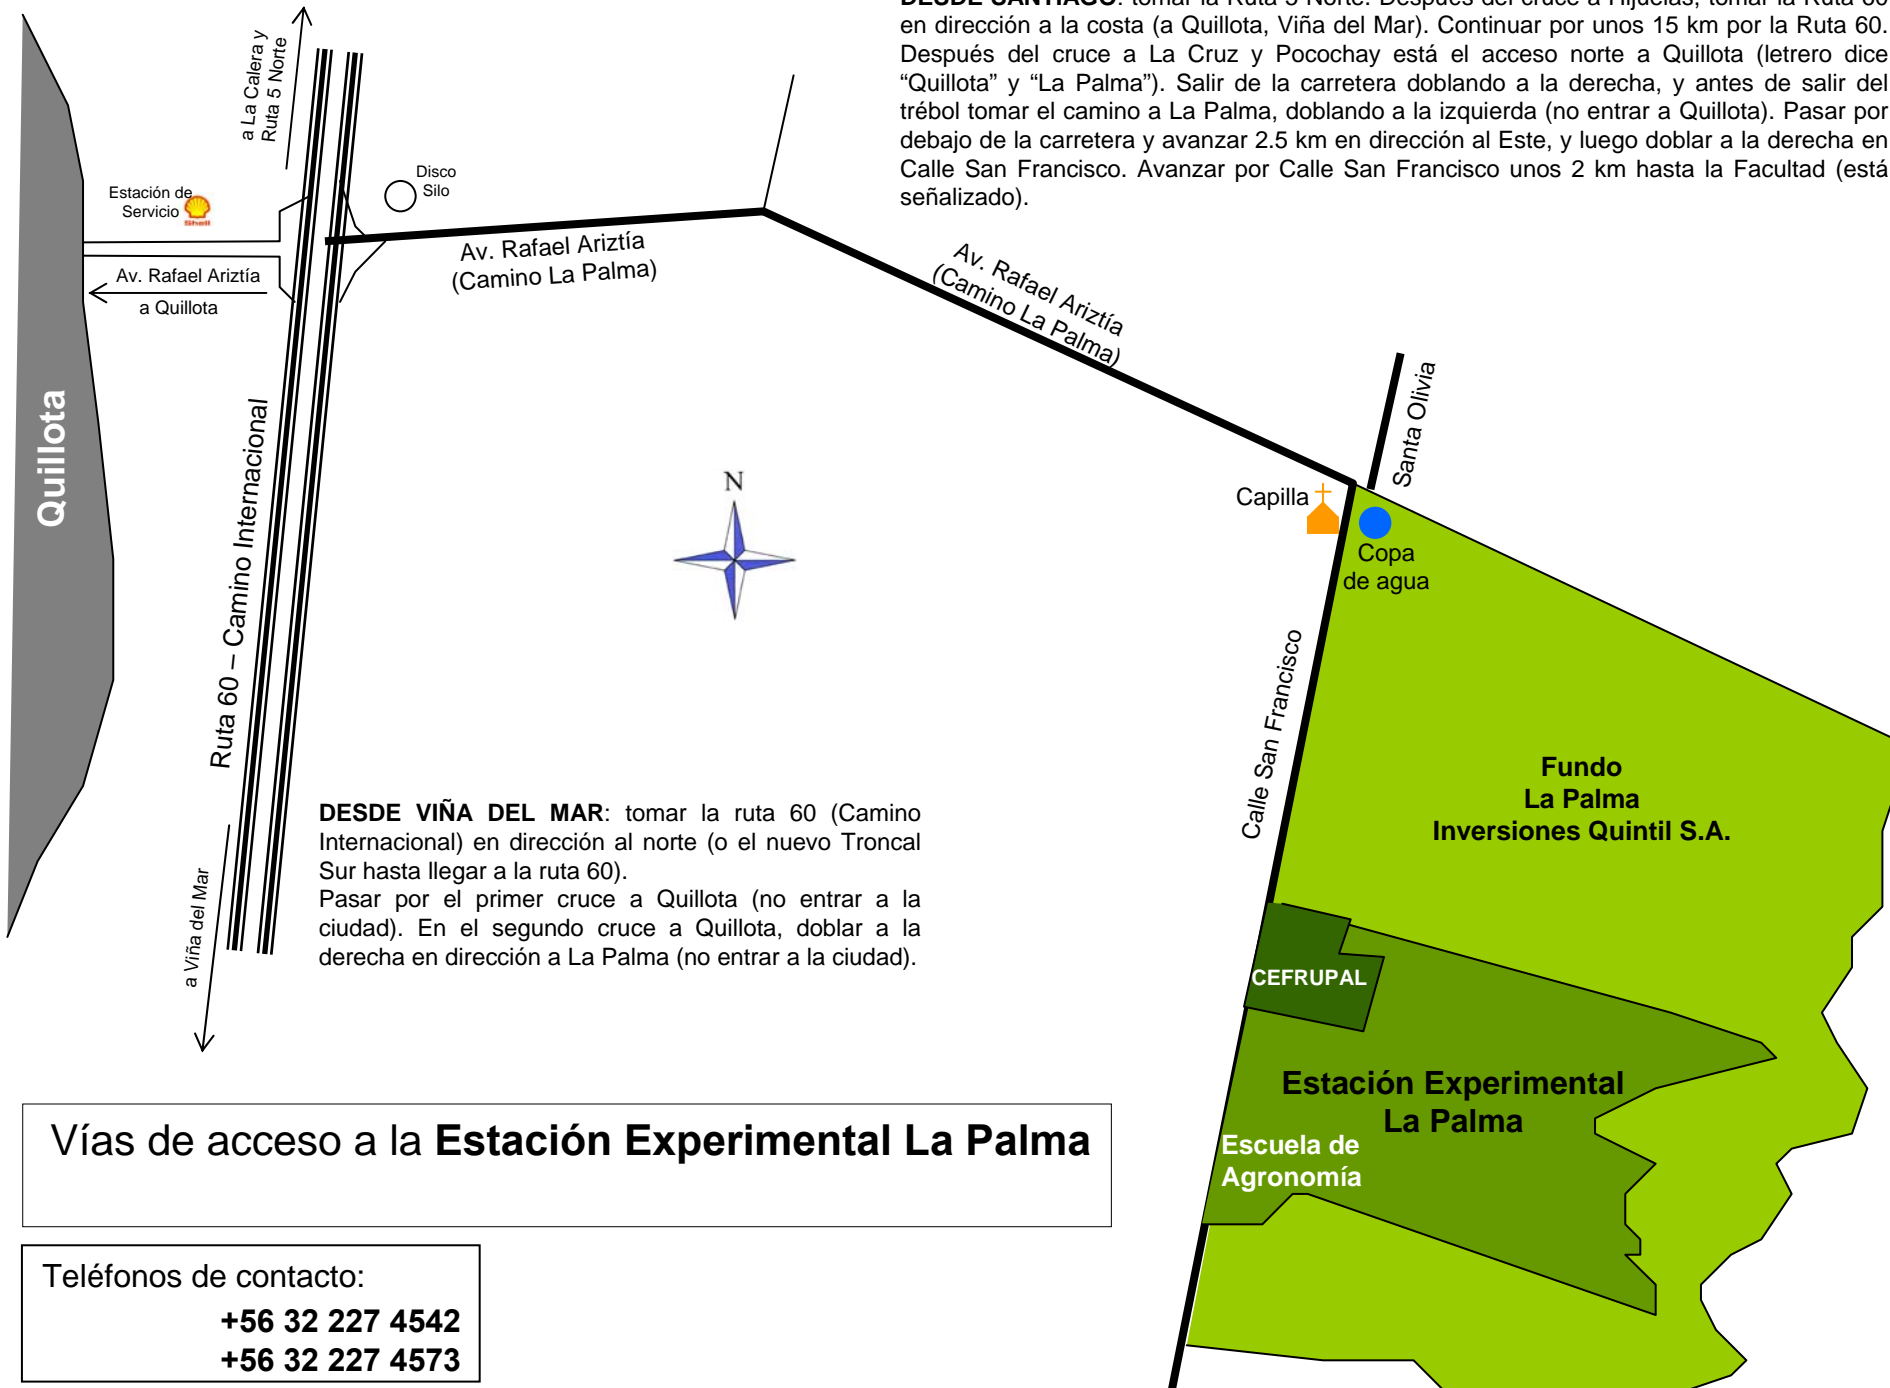 DESDE SANTIAGO: tomar la Ruta 5 Norte. Después del cruce a Hijuelas, tomar la Ruta 60
en dirección a la costa (a Quillota, Viña del Mar). Continuar por unos 15 km por la Ruta 60.
Después del cruce a La Cruz y Pocochay está el acceso norte a Quillota (letrero dice
“Quillota” y “La Palma”). Salir de la carretera doblando a la derecha, y antes de salir del
trébol tomar el camino a La Palma, doblando a la izquierda (no entrar a Quillota). Pasar por
debajo de la carretera y avanzar 2.5 km en dirección al Este, y luego doblar a la derecha en
Calle San Francisco. Avanzar por Calle San Francisco unos 2 km hasta la Facultad (está
señalizado).
a La Calera y
Ruta 5 Norte
Disco
Silo
Estación de
Servicio
Shell
Av. Rafael Ariztía
a Quillota
Av. Rafael Ariztía
(Camino La Palma)
Av. Rafael Ariztía
(Camino La Palma)
Santa Olivia
Quillota
Ruta 60 – Camino Internacional
N
Capilla
Copa
de agua
Calle San Francisco
Fundo
La Palma
Inversiones Quintil S.A.
DESDE VIÑA DEL MAR: tomar la ruta 60 (Camino
Internacional) en dirección al norte (o el nuevo Troncal
Sur hasta llegar a la ruta 60).
Pasar por el primer cruce a Quillota (no entrar a la
ciudad). En el segundo cruce a Quillota, doblar a la
derecha en dirección a La Palma (no entrar a la ciudad).
a Viña del Mar
CEFRUPAL
Estación Experimental
La Palma
Escuela de
Agronomía
Vías de acceso a la Estación Experimental La Palma
Teléfonos de contacto:
+56 32 227 4542
+56 32 227 4573